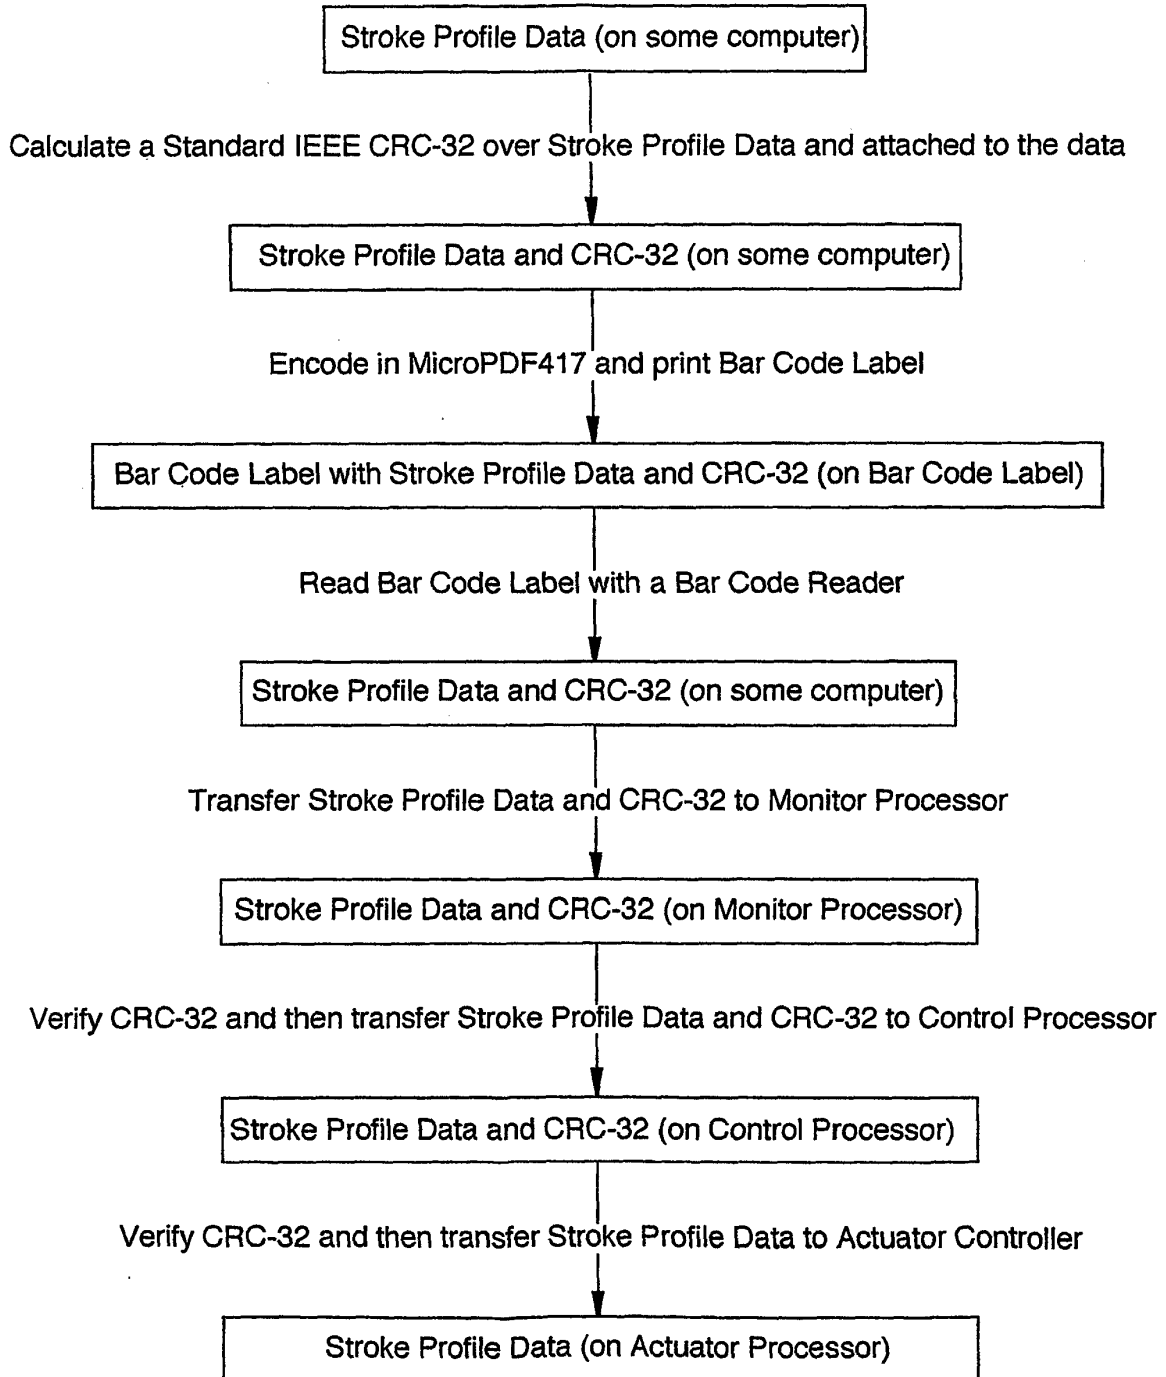 Stroke Profile Data (on some computer)
Calculate a Standard IEEE CRC-32 over Stroke Profile Data and attached to the data
Stroke Profile Data and CRC-32 (on some computer)
Encode in MicroPDF417 and print Bar Code Label
Bar Code Label with Stroke Profile Data and CRC-32 (on Bar Code Label)
Read Bar Code Label with a Bar Code Reader
Stroke Profile Data and CRC-32 (on some computer)
Transfer Stroke Profile Data and CRC-32 to Monitor Processor
Stroke Profile Data and CRC-32 (on Monitor Processor)
Verify CRC-32 and then transfer Stroke Profile Data and CRC-32 to Control Processor
Stroke Profile Data and CRC-32 (on Control Processor)
Verify CRC-32 and then transfer Stroke Profile Data to Actuator Controller
Stroke Profile Data (on Actuator Processor)